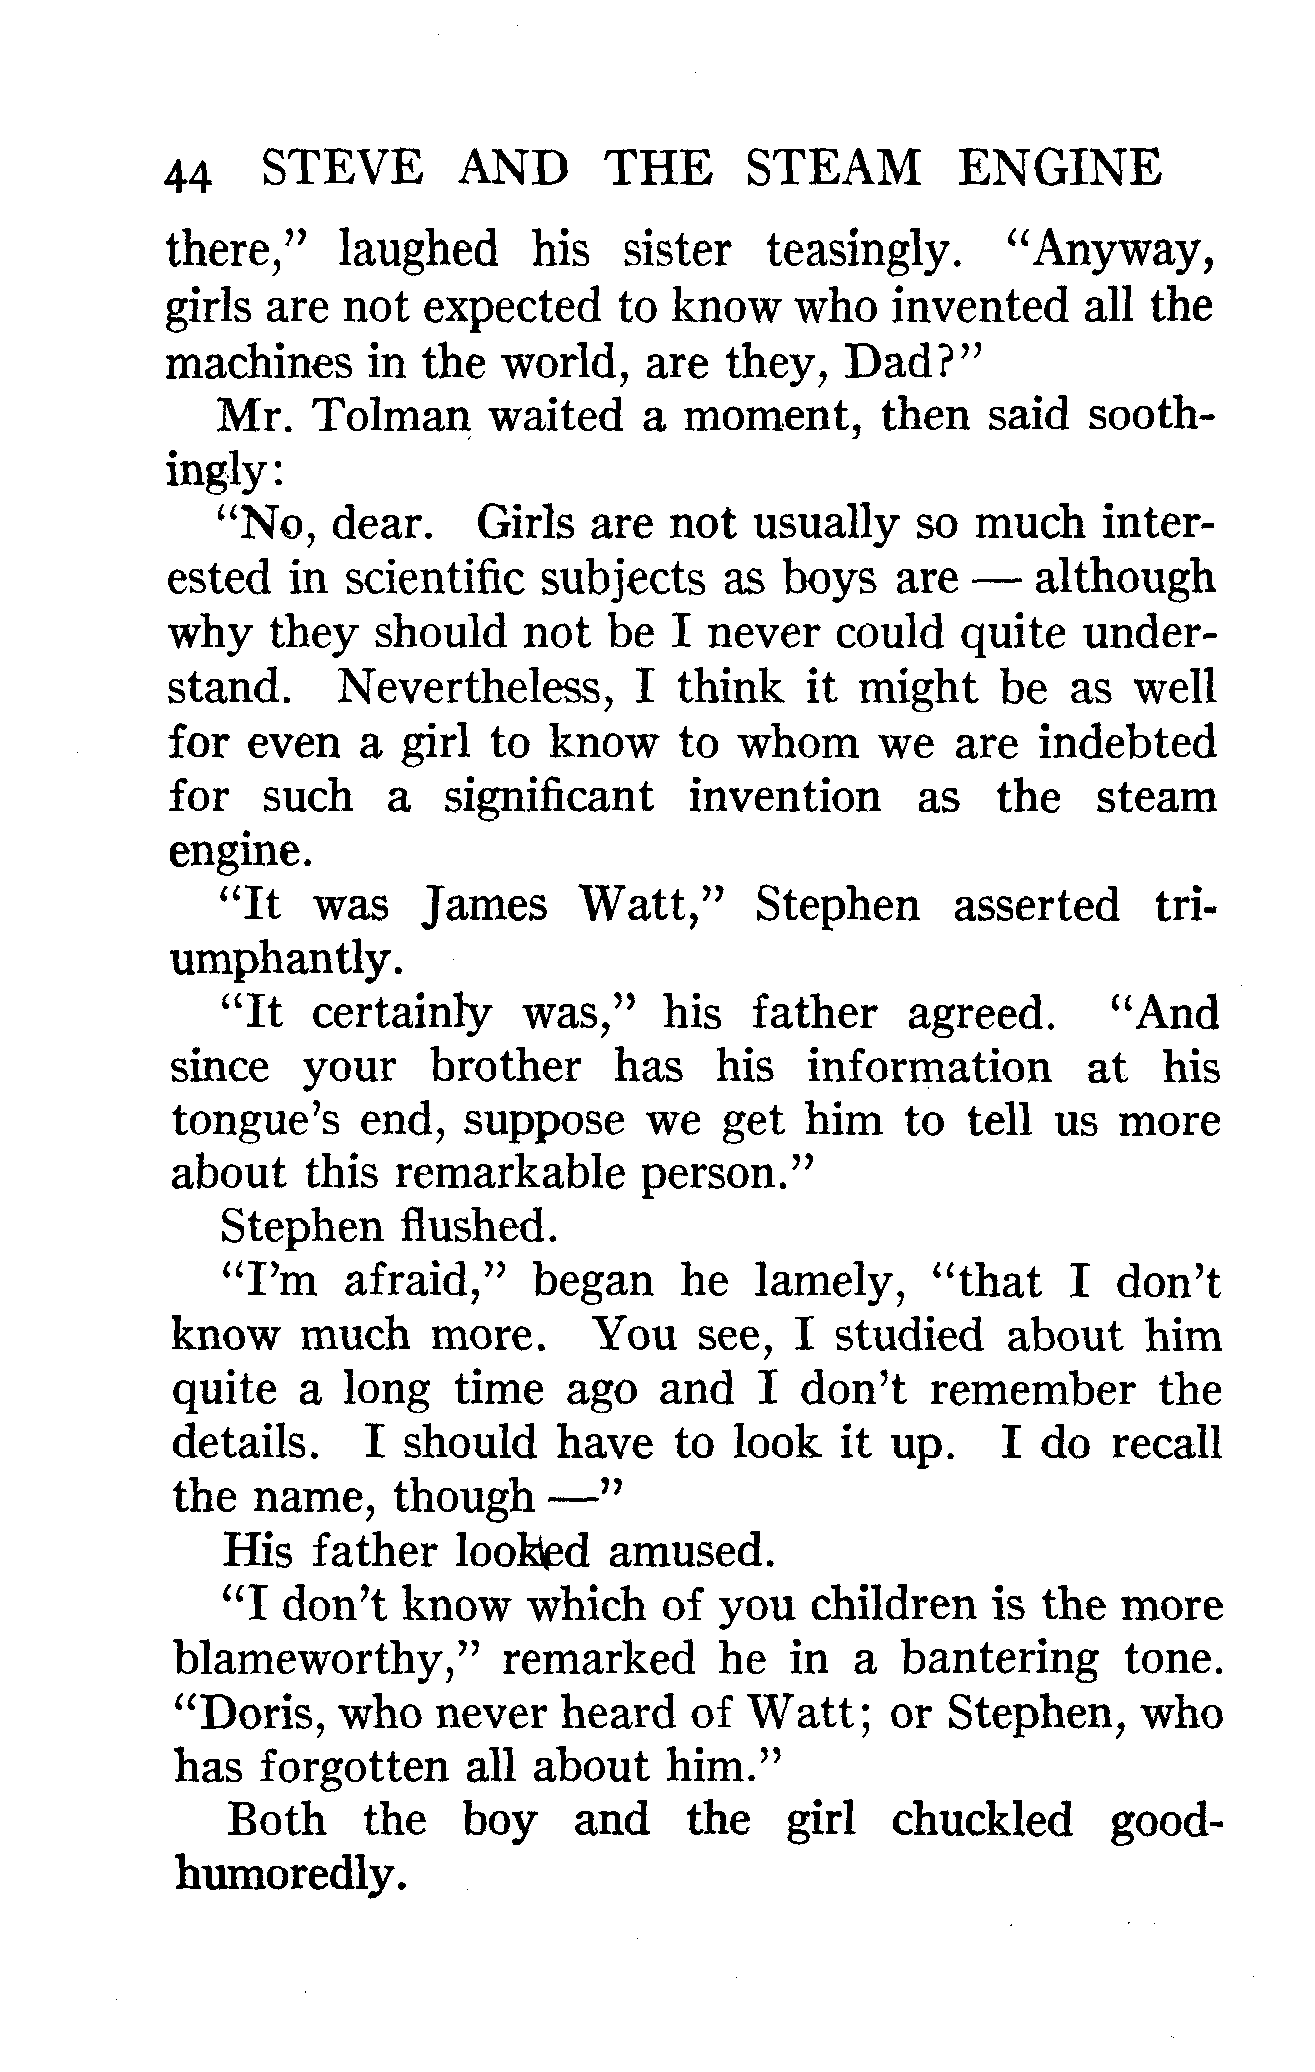 44 STEVE AND THE STEAM ENGINE
there,” laughed his sister teasingly. “Anyway,
girls are not expected to know who invented all the
machines in the world, are they, Dad?”
Mr. Tolman waited a moment, then said sooth-
ingly:
“No, dear. Girls are not usually so much inter-
ested in scientific subjects as boys are — although
why they should not be I never could quite under-
stand. Nevertheless, I think it might be as well
for even a girl to know to whom we are indebted
for such a significant invention as the steam
engine.
“It was James Watt,” Stephen asserted tri-
umphantly.
“It certainly was,” his father agreed. “And
since your brother has his information at his
tongue’s end, suppose we get him to tell us more
about this remarkable person.”
Stephen flushed.
“I’m afraid,” began he lamely, “that I don’t
know much more. You see, I studied about him
quite a long time ago and I don’t remember the
details. I should have to look it up. I do recall
the name, though —”
His father looked amused.
“I don’t know which of you children is the more
blameworthy,” remarked he in a bantering tone.
“Doris, who never heard of Watt; or Stephen, who
has forgotten all about him.”
Both the boy and the girl chuckled good-
humoredly.